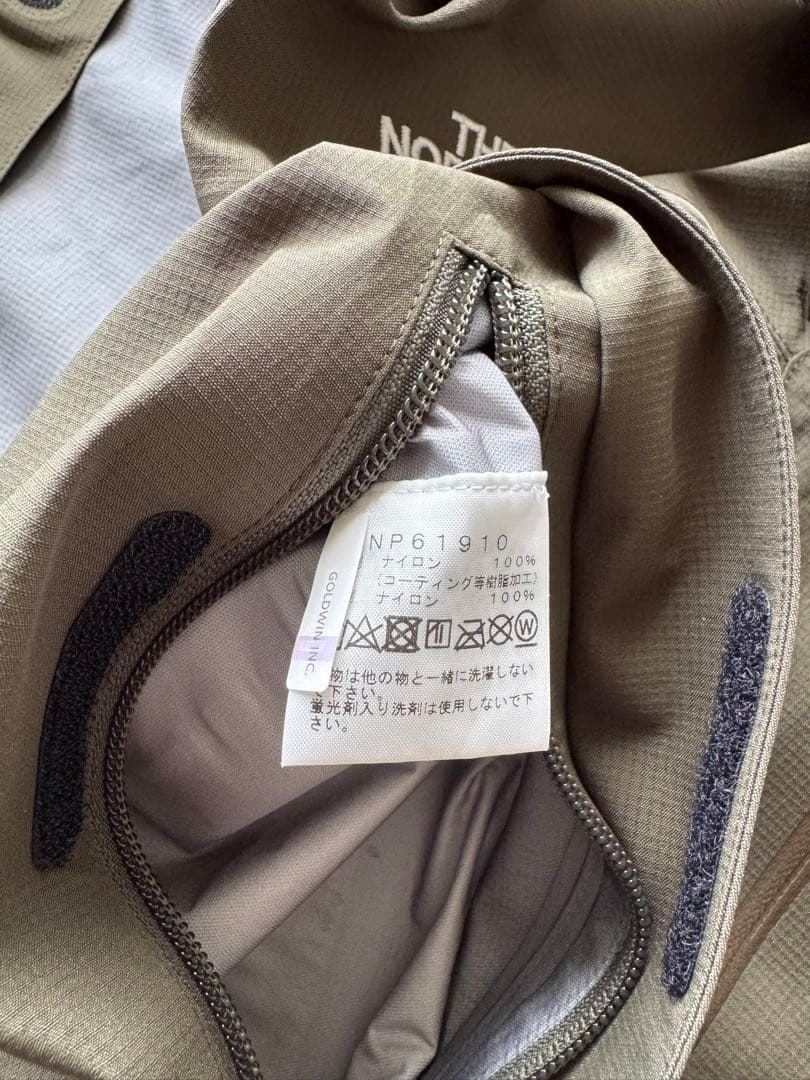 THE
NOR
NP61910
ナイロン 100%
(コーティング等樹脂加工)
ナイロン 100%
GOLDWIN INC.
物は他の物と一緒に洗濯しない
下さい。
蛍光剤入り洗剤は使用しないで下
さい。